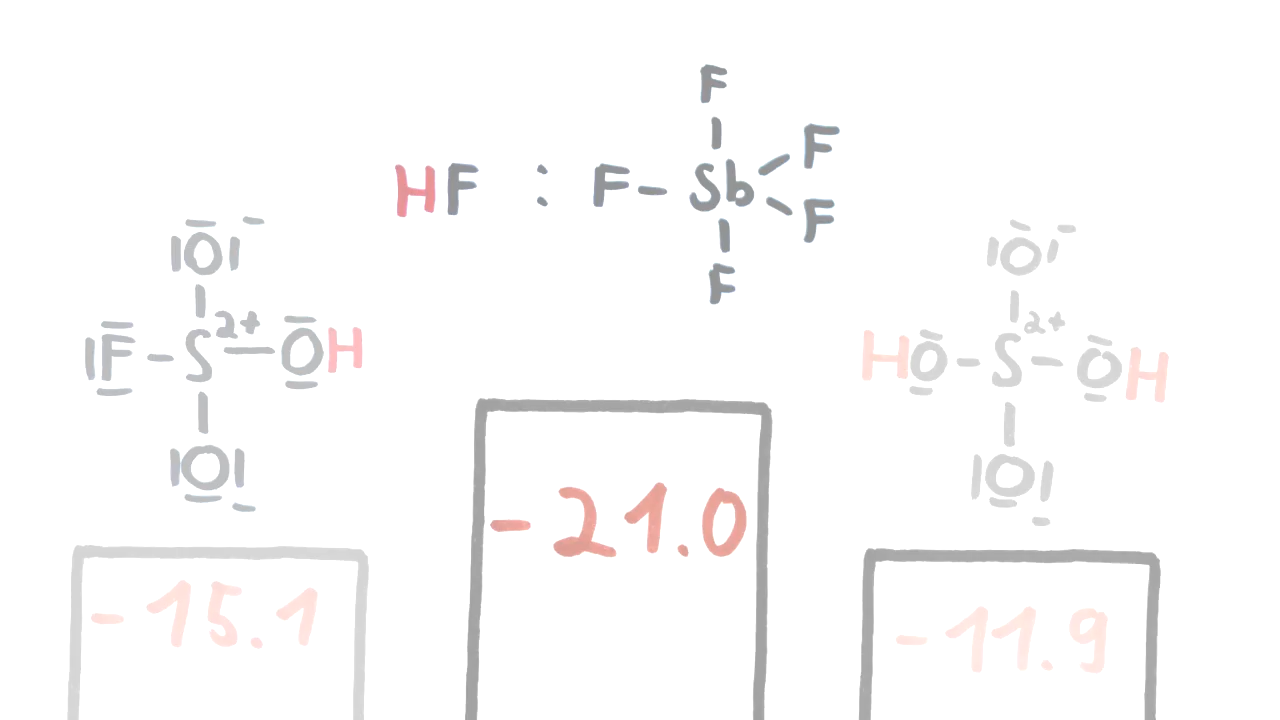 F
HF : F – Sb F
F
F
|O| –
|F – S 2+ – OH
|O| –
|O| –
HO – S 2+ – OH
|O| –
-21.0
-15.1
-11.9